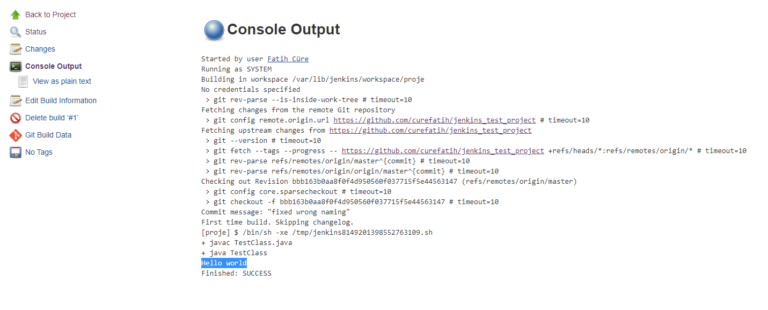 Back to Project
Status
Changes
Console Output
View as plain text
Edit Build Information
Delete build '#1'
Git Build Data
No Tags
Console Output
Started by user Fatih Cüre
Running as SYSTEM
Building in workspace /var/lib/jenkins/workspace/proje
No credentials specified
> git rev-parse --is-inside-work-tree # timeout=10
Fetching changes from the remote Git repository
> git config remote.origin.url https://github.com/curefatih/jenkins_test_project # timeout=10
Fetching upstream changes from https://github.com/curefatih/jenkins_test_project
> git --version # timeout=10
> git fetch --tags --progress -- https://github.com/curefatih/jenkins_test_project +refs/heads/*:refs/remotes/origin/* # timeout=10
> git rev-parse refs/remotes/origin/master^{commit} # timeout=10
> git rev-parse refs/remotes/origin/origin/master^{commit} # timeout=10
Checking out Revision bbb163b0aa8f0f4d950560f037715f5e44563147 (refs/remotes/origin/master)
> git config core.sparsecheckout # timeout=10
> git checkout -f bbb163b0aa8f0f4d950560f037715f5e44563147 # timeout=10
Commit message: "fixed wrong naming"
First time build. Skipping changelog.
[proje] $ /bin/sh -xe /tmp/jenkins8149201398552763109.sh
+ javac TestClass.java
+ java TestClass
Hello world
Finished: SUCCESS